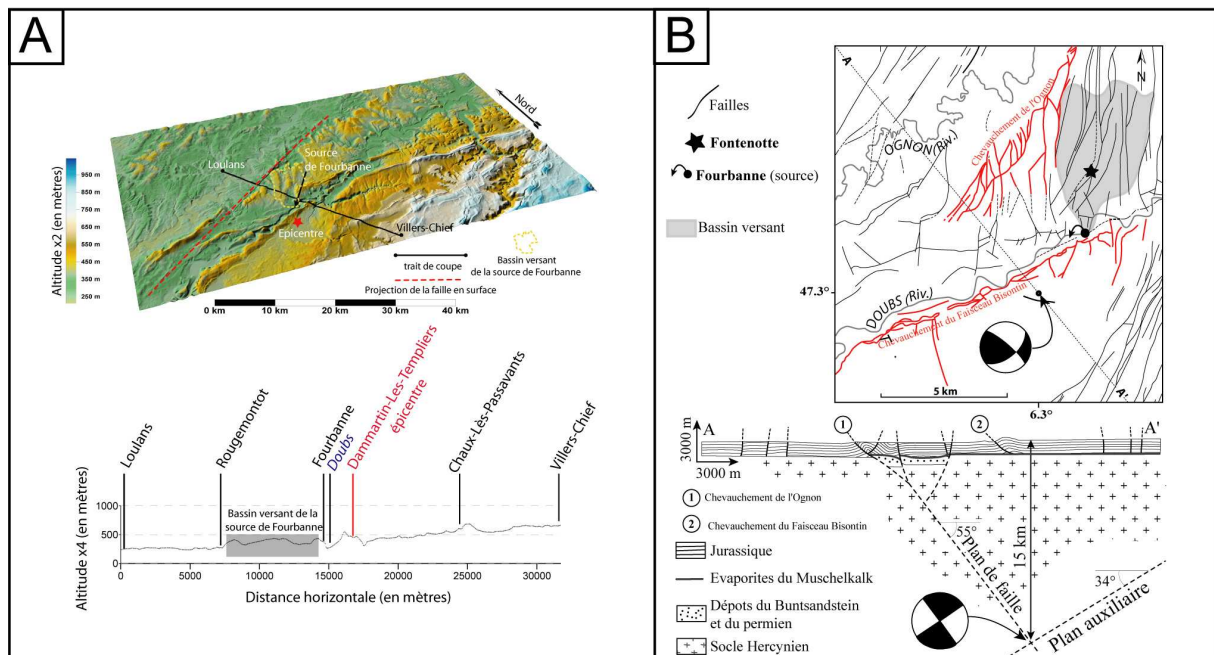 A
Altitude x2 (en mètres)
950 m
850 m
750 m
650 m
550 m
450 m
350 m
250 m
Nord
Source
de Fourbanne
Loulans
Epicentre
Villers-Chief
trait de coupe
Bassin versant
de la source de Fourbanne
Projection de la faille en surface
0 km
10 km
20 km
30 km
40 km
Loulans
Rougemontot
Fourbanne
Doubs
Dammartin-Les-Templiers
épicentre
Chaux-Lès-Passavants
Villers-Chief
Altitude x4 (en mètres)
1000
500
0
Bassin versant de la
source de Fourbanne
0
5000
10000
15000
20000
25000
30000
Distance horizontale (en mètres)
B
Failles
Fontenotte
Fourbanne (source)
Bassin versant
A
N
OGNON (Riv.)
Chevauchement de l'Ognon
47.3°
DOUBS (Riv.)
Chevauchement du Faisceau Bisontin
A'
5 km
6.3°
3000 m
A
1
2
A'
3000 m
1 Chevauchement de l'Ognon
2 Chevauchement du Faisceau Bisontin
Jurassique
Evaporites du Muschelkalk
Dépots du Buntsandstein
et du permien
Socle Hercynien
55°
Plan de faille
15 km
34°
Plan auxiliaire